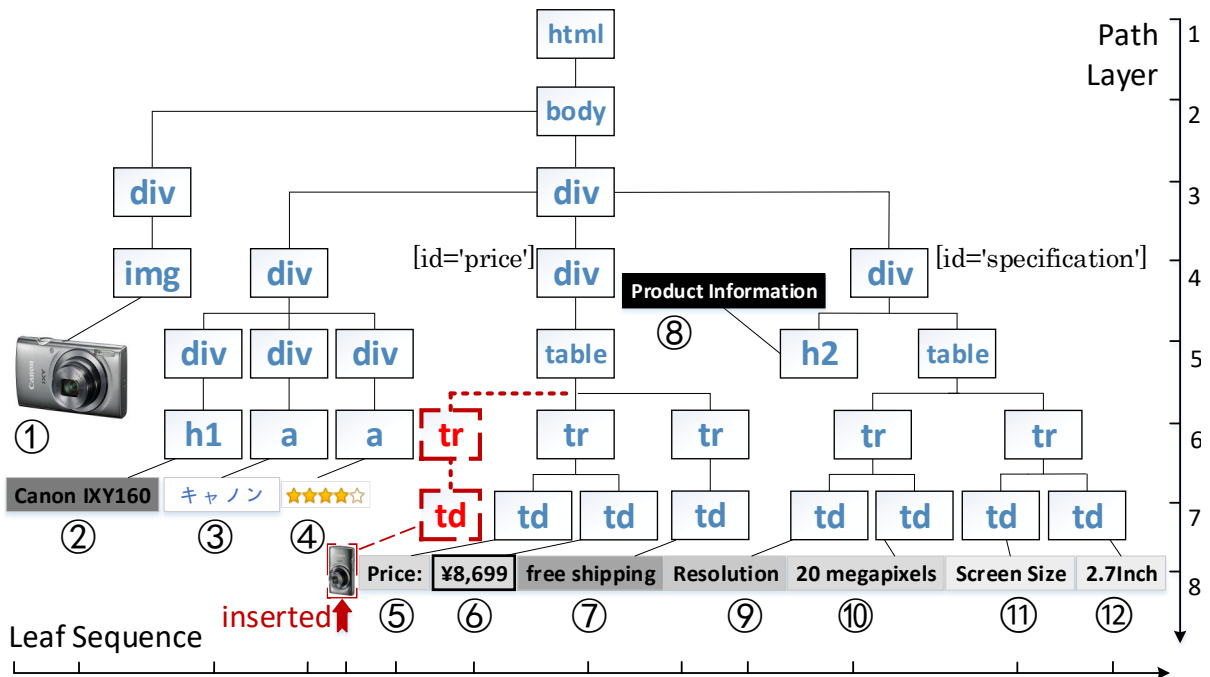 html
Path
Layer
1
body
2
div
div
3
img
div
[id='price']
div
div
[id='specification']
4
Product Information
⑧
div
div
div
table
h2
table
5
Canon
IXY
①
h1
a
a
tr
tr
tr
tr
tr
6
Canon IXY160
キャノン
②
③
④
td
td
td
td
td
td
td
td
7
Price:
¥8,699
free shipping
Resolution
20 megapixels
Screen Size
2.7Inch
8
inserted
⑤
⑥
⑦
⑨
⑩
⑪
⑫
Leaf Sequence